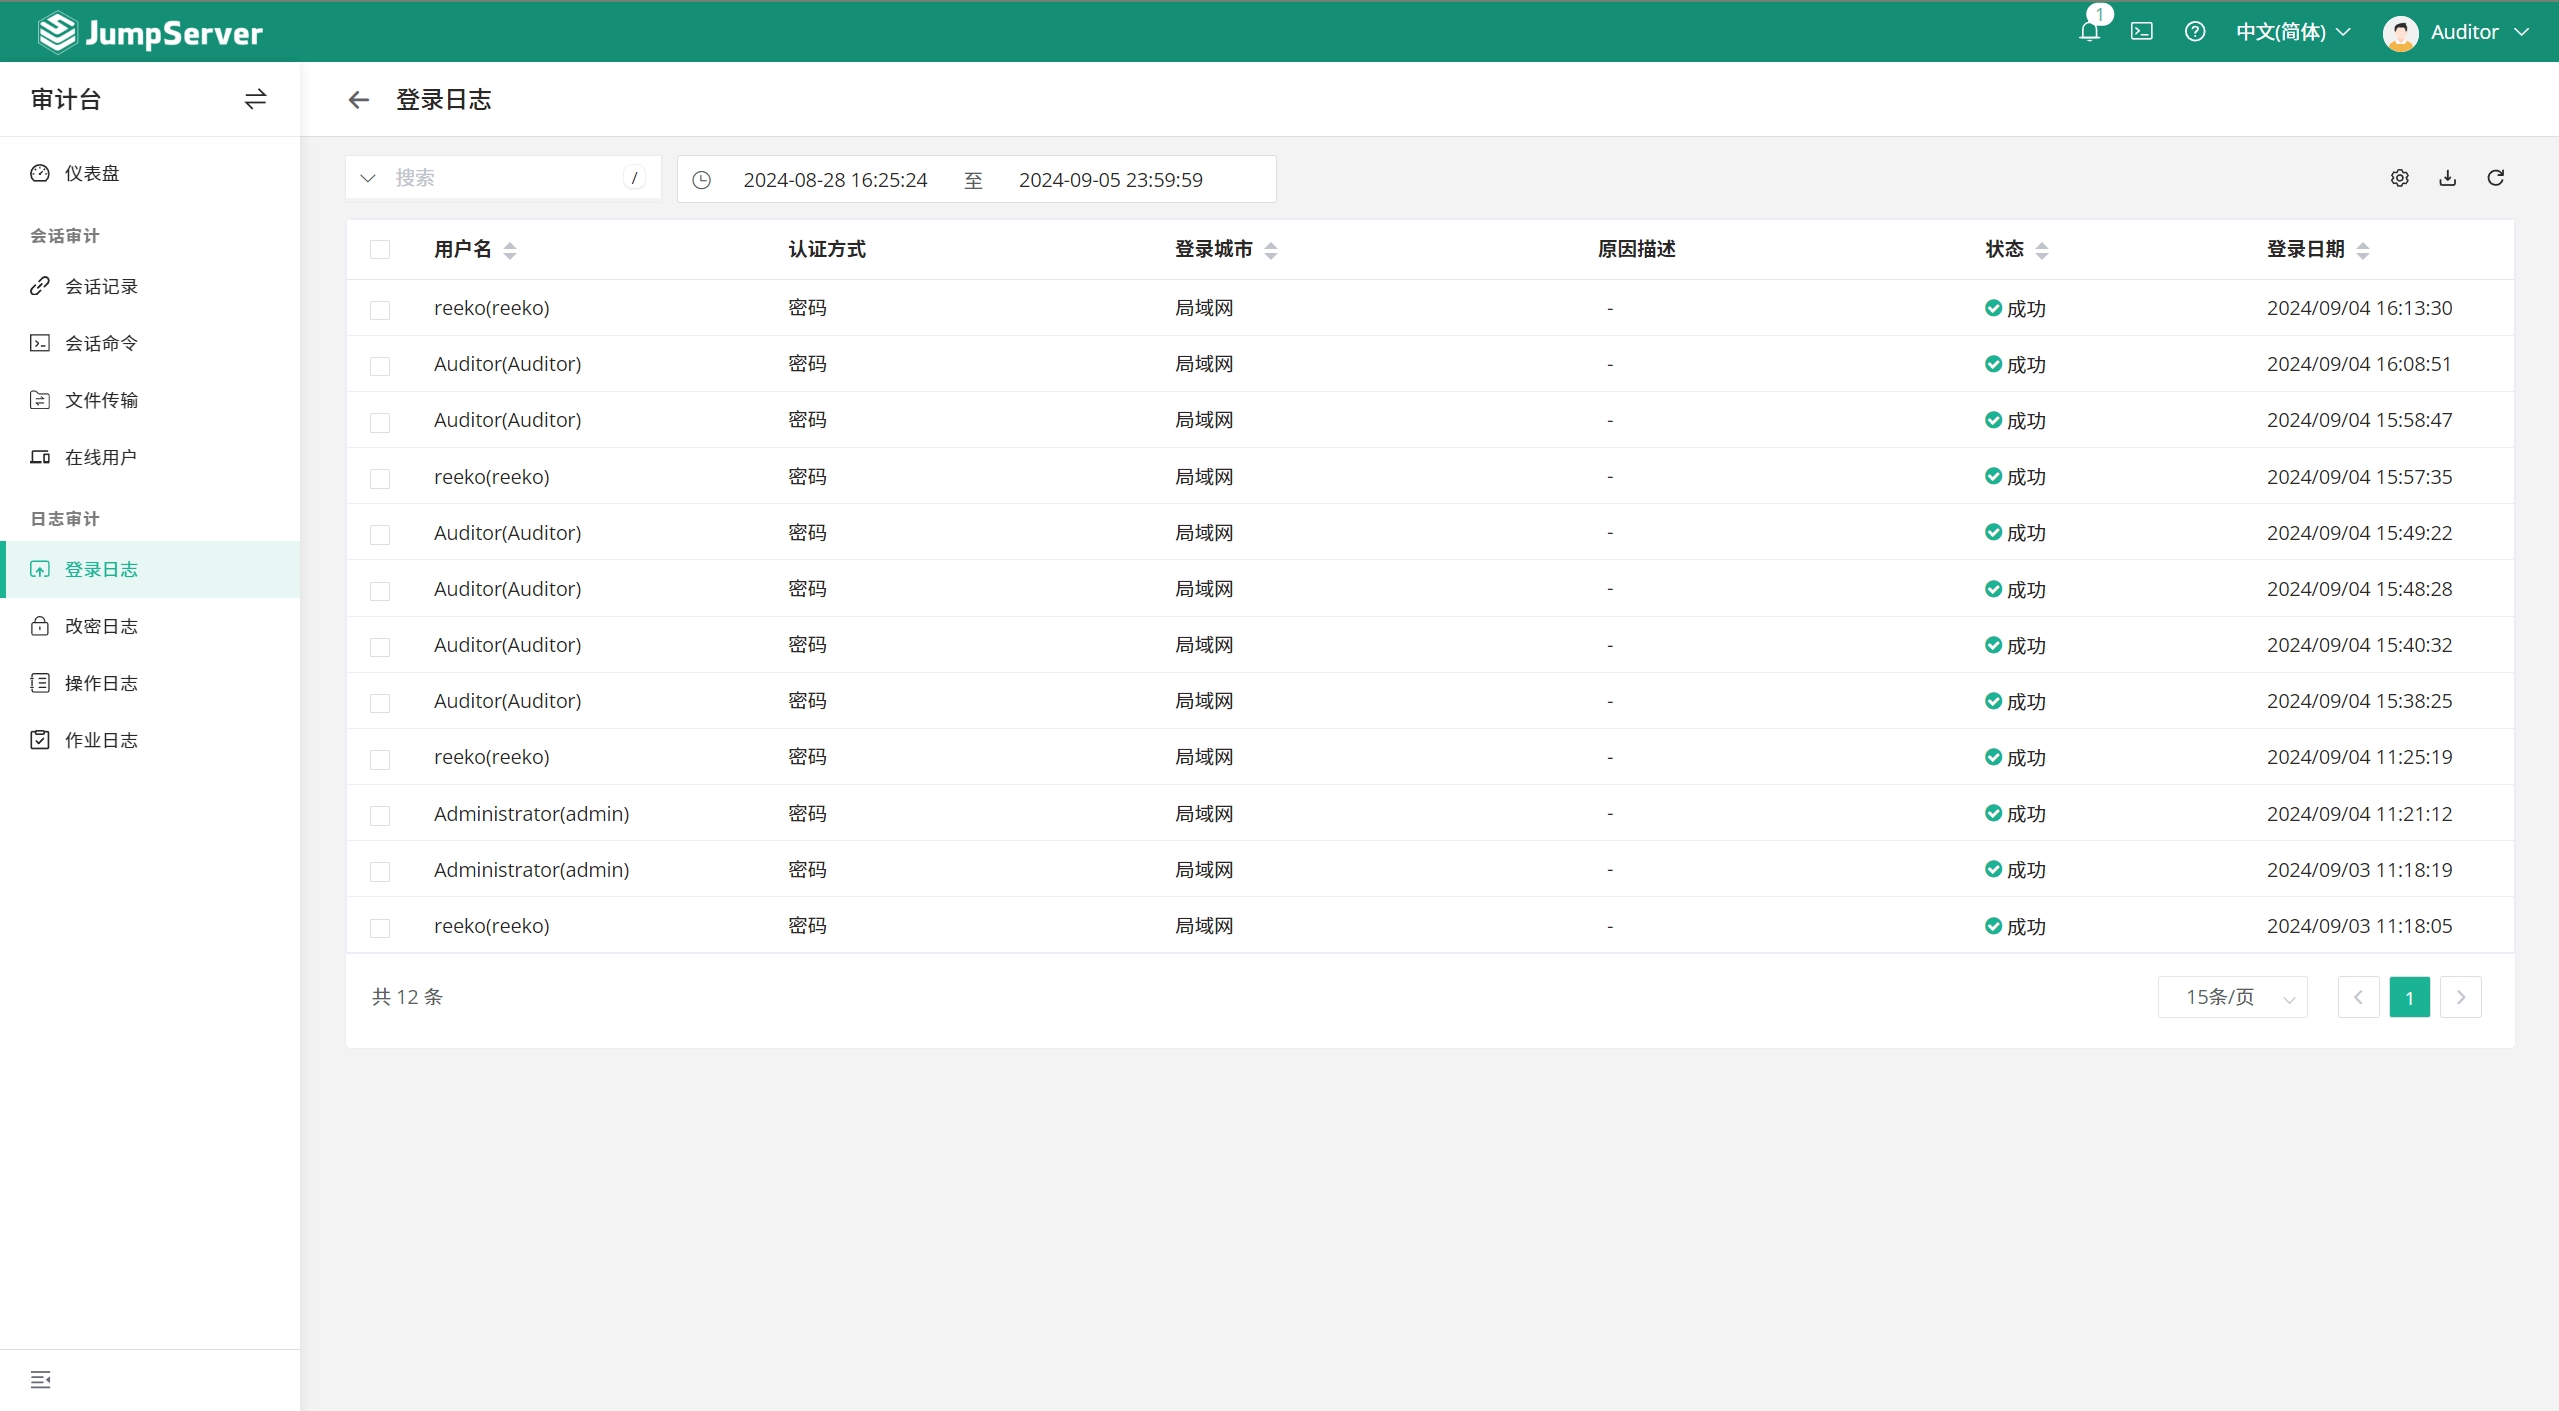 JumpServer
1
中文(简体)
Auditor
审计台
登录日志
仪表盘
会话审计
会话记录
会话命令
文件传输
在线用户
日志审计
登录日志
改密日志
操作日志
作业日志
搜索 /
2024-08-28 16:25:24 至 2024-09-05 23:59:59
用户名 认证方式 登录城市 原因描述 状态 登录日期
reeko(reeko) 密码 局域网 - 成功 2024/09/04 16:13:30
Auditor(Auditor) 密码 局域网 - 成功 2024/09/04 16:08:51
Auditor(Auditor) 密码 局域网 - 成功 2024/09/04 15:58:47
reeko(reeko) 密码 局域网 - 成功 2024/09/04 15:57:35
Auditor(Auditor) 密码 局域网 - 成功 2024/09/04 15:49:22
Auditor(Auditor) 密码 局域网 - 成功 2024/09/04 15:48:28
Auditor(Auditor) 密码 局域网 - 成功 2024/09/04 15:40:32
Auditor(Auditor) 密码 局域网 - 成功 2024/09/04 15:38:25
reeko(reeko) 密码 局域网 - 成功 2024/09/04 11:25:19
Administrator(admin) 密码 局域网 - 成功 2024/09/04 11:21:12
Administrator(admin) 密码 局域网 - 成功 2024/09/03 11:18:19
reeko(reeko) 密码 局域网 - 成功 2024/09/03 11:18:05
共 12 条
15条/页
1